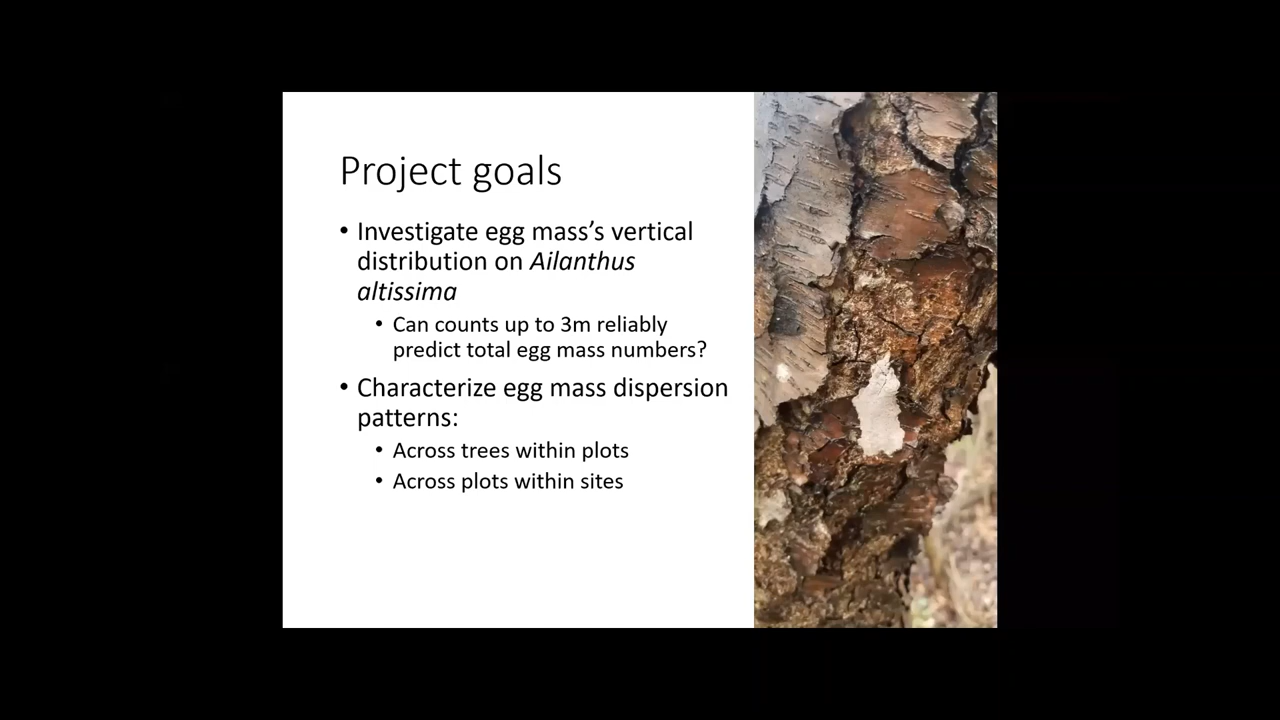 Project goals
• Investigate egg mass’s vertical
distribution on Ailanthus
altissima
• Can counts up to 3m reliably
predict total egg mass numbers?
• Characterize egg mass dispersion
patterns:
• Across trees within plots
• Across plots within sites